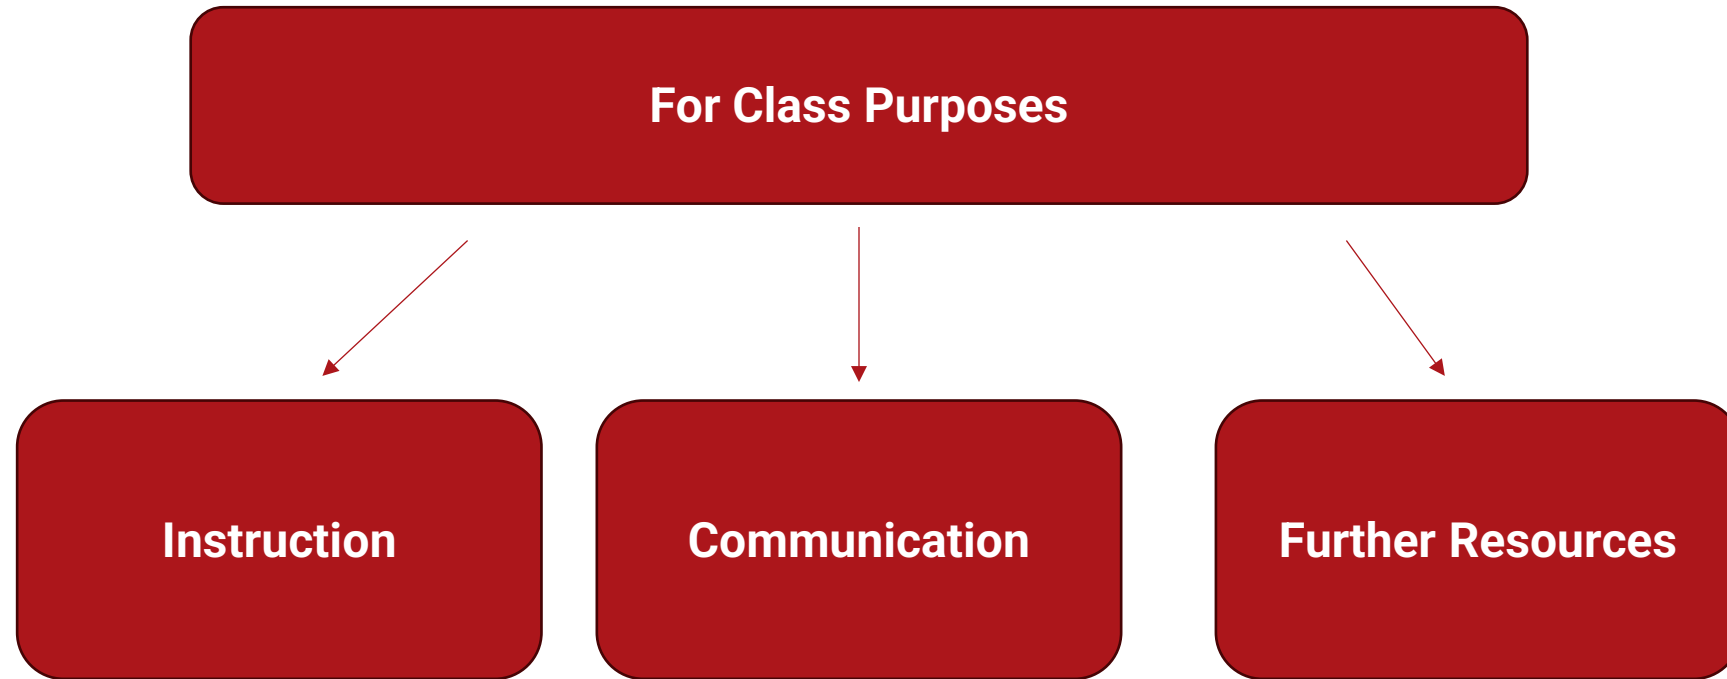 For Class Purposes
Instruction
Communication
Further Resources